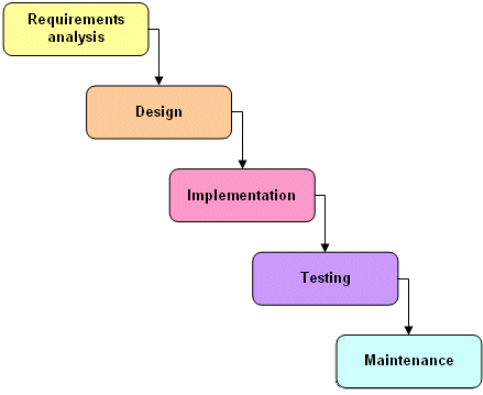 Requirements
analysis
Design
Implementation
Testing
Maintenance